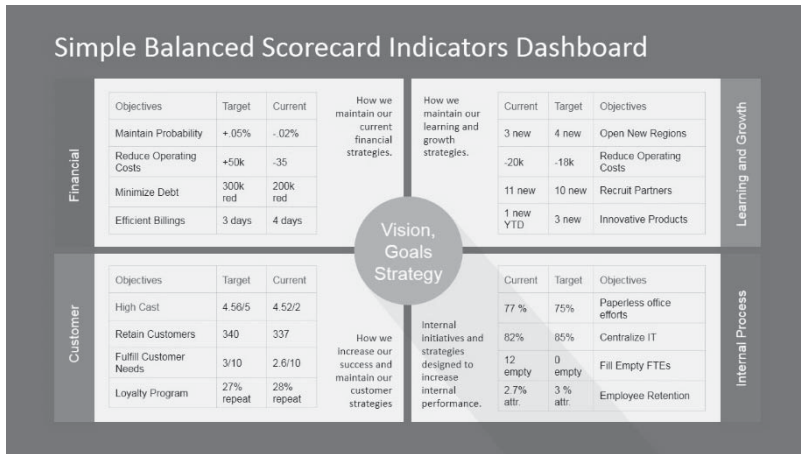 Simple Balanced Scorecard Indicators Dashboard
Financial
Objectives Target Current
Maintain Probability +.05% -.02%
Reduce Operating
Costs
+50k -35
Minimize Debt
300k
red
200k
red
Efficient Billings 3 days 4 days
How we
maintain our
current
financial
strategies.
How we
maintain our
learning and
growth
strategies.
Current Target Objectives
3 new 4 new Open New Regions
-20k -18k
Reduce Operating
Costs
11 new 10 new Recruit Partners
1 new
YTD
3 new Innovative Products
Learning and Growth
Vision,
Goals
Strategy
Customer
Objectives Target Current
High Cast 4.56/5 4.52/2
Retain Customers 340 337
Fulfill Customer
Needs
3/10 2.6/10
Loyalty Program
27%
repeat
28%
repeat
How we
increase our
success and
maintain our
customer
strategies
Internal
initiatives and
strategies
designed to
increase
internal
performance.
Current Target Objectives
77 % 75%
Paperless office
efforts
82% 85% Centralize IT
12
empty
0
empty
Fill Empty FTEs
2.7%
attr.
3 %
attr.
Employee Retention
Internal Process